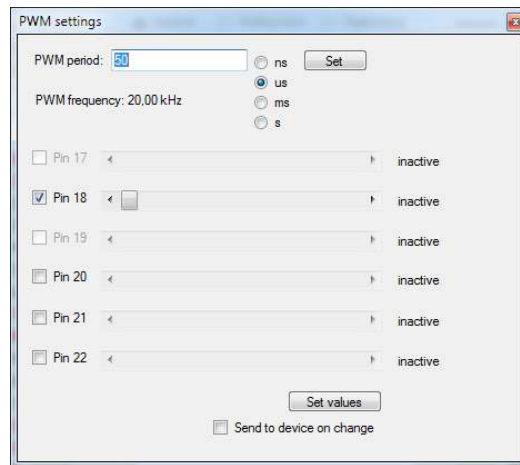 PWM settings
PWM period: 50 ns Set
us
PWM frequency: 20,00 kHz ms
s
Pin 17 inactive
Pin 18 inactive
Pin 19 inactive
Pin 20 inactive
Pin 21 inactive
Pin 22 inactive
Set values
Send to device on change